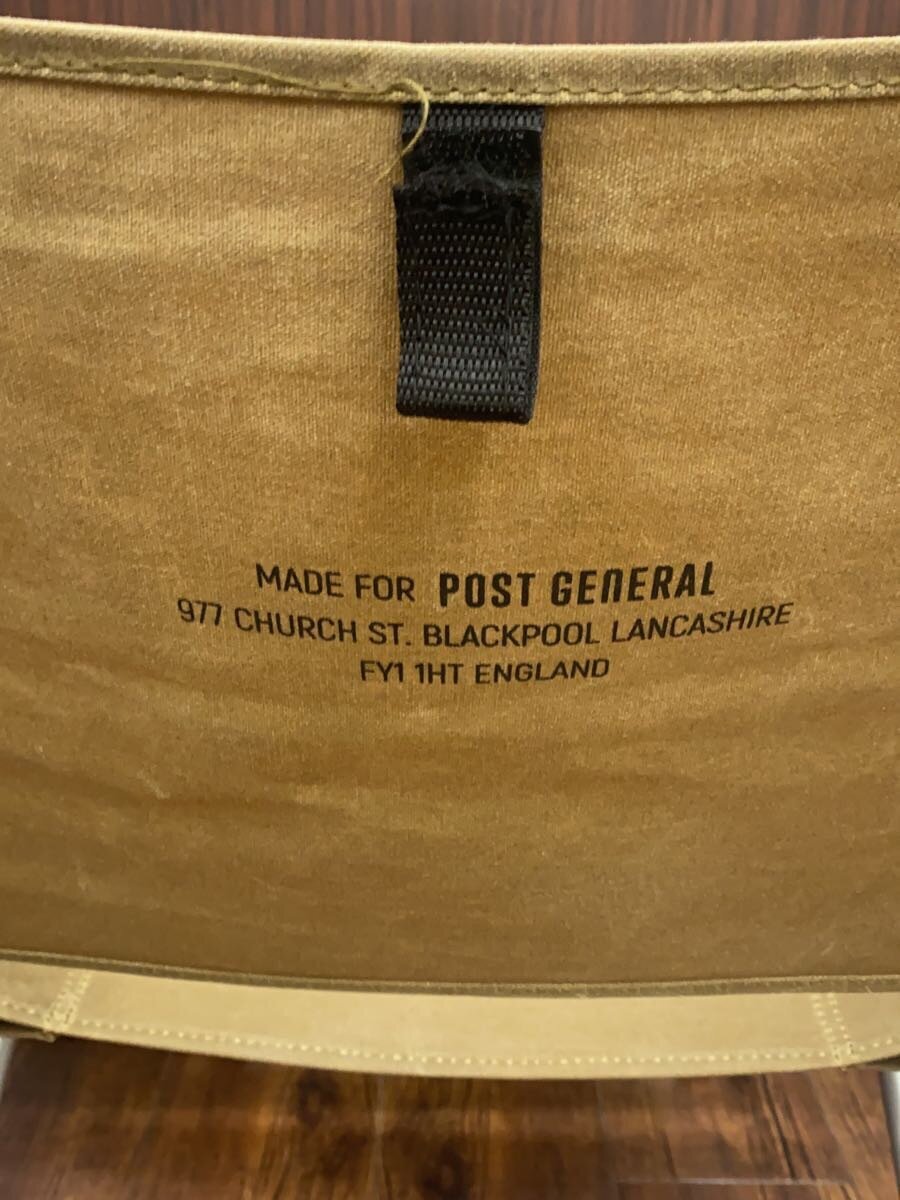 MADE FOR POST GENERAL
977 CHURCH ST. BLACKPOOL LANCASHIRE
FY1 1HT ENGLAND